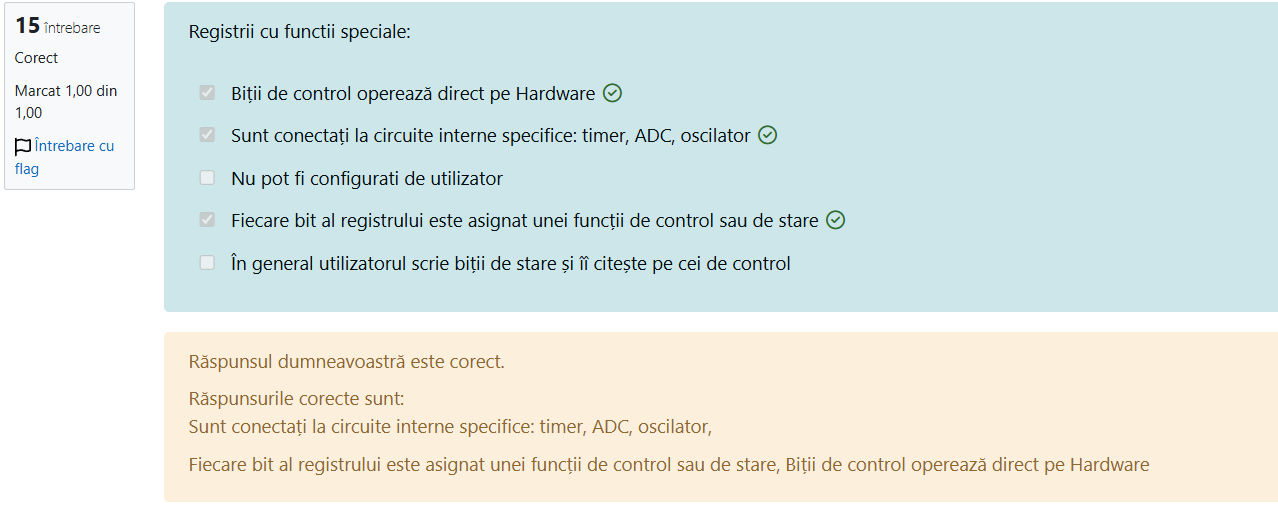 15 întrebare
Corect
Marcat 1,00 din
1,00
Întrebare cu
flag
Registrii cu functii speciale:
Biții de control operează direct pe Hardware
Sunt conectați la circuite interne specifice: timer, ADC, oscilator
Nu pot fi configurati de utilizator
Fiecare bit al registrului este asignat unei funcții de control sau de stare
În general utilizatorul scrie biții de stare și îi citește pe cei de control
Răspunsul dumneavoastră este corect.
Răspunsurile corecte sunt:
Sunt conectați la circuite interne specifice: timer, ADC, oscilator,
Fiecare bit al registrului este asignat unei funcții de control sau de stare, Biții de control operează direct pe Hardware